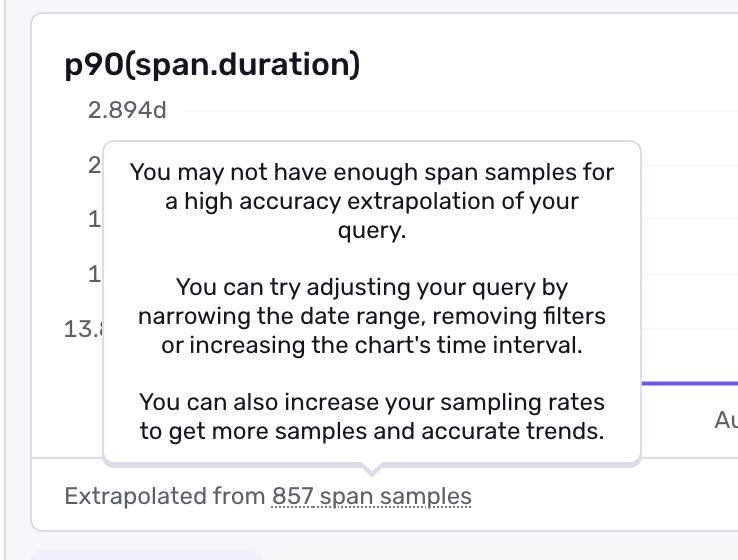 p90(span.duration)
2.894d
2
1
1
You may not have enough span samples for
a high accuracy extrapolation of your
query.
You can try adjusting your query by
narrowing the date range, removing filters
or increasing the chart's time interval.
You can also increase your sampling rates
to get more samples and accurate trends.
Extrapolated from 857 span samples